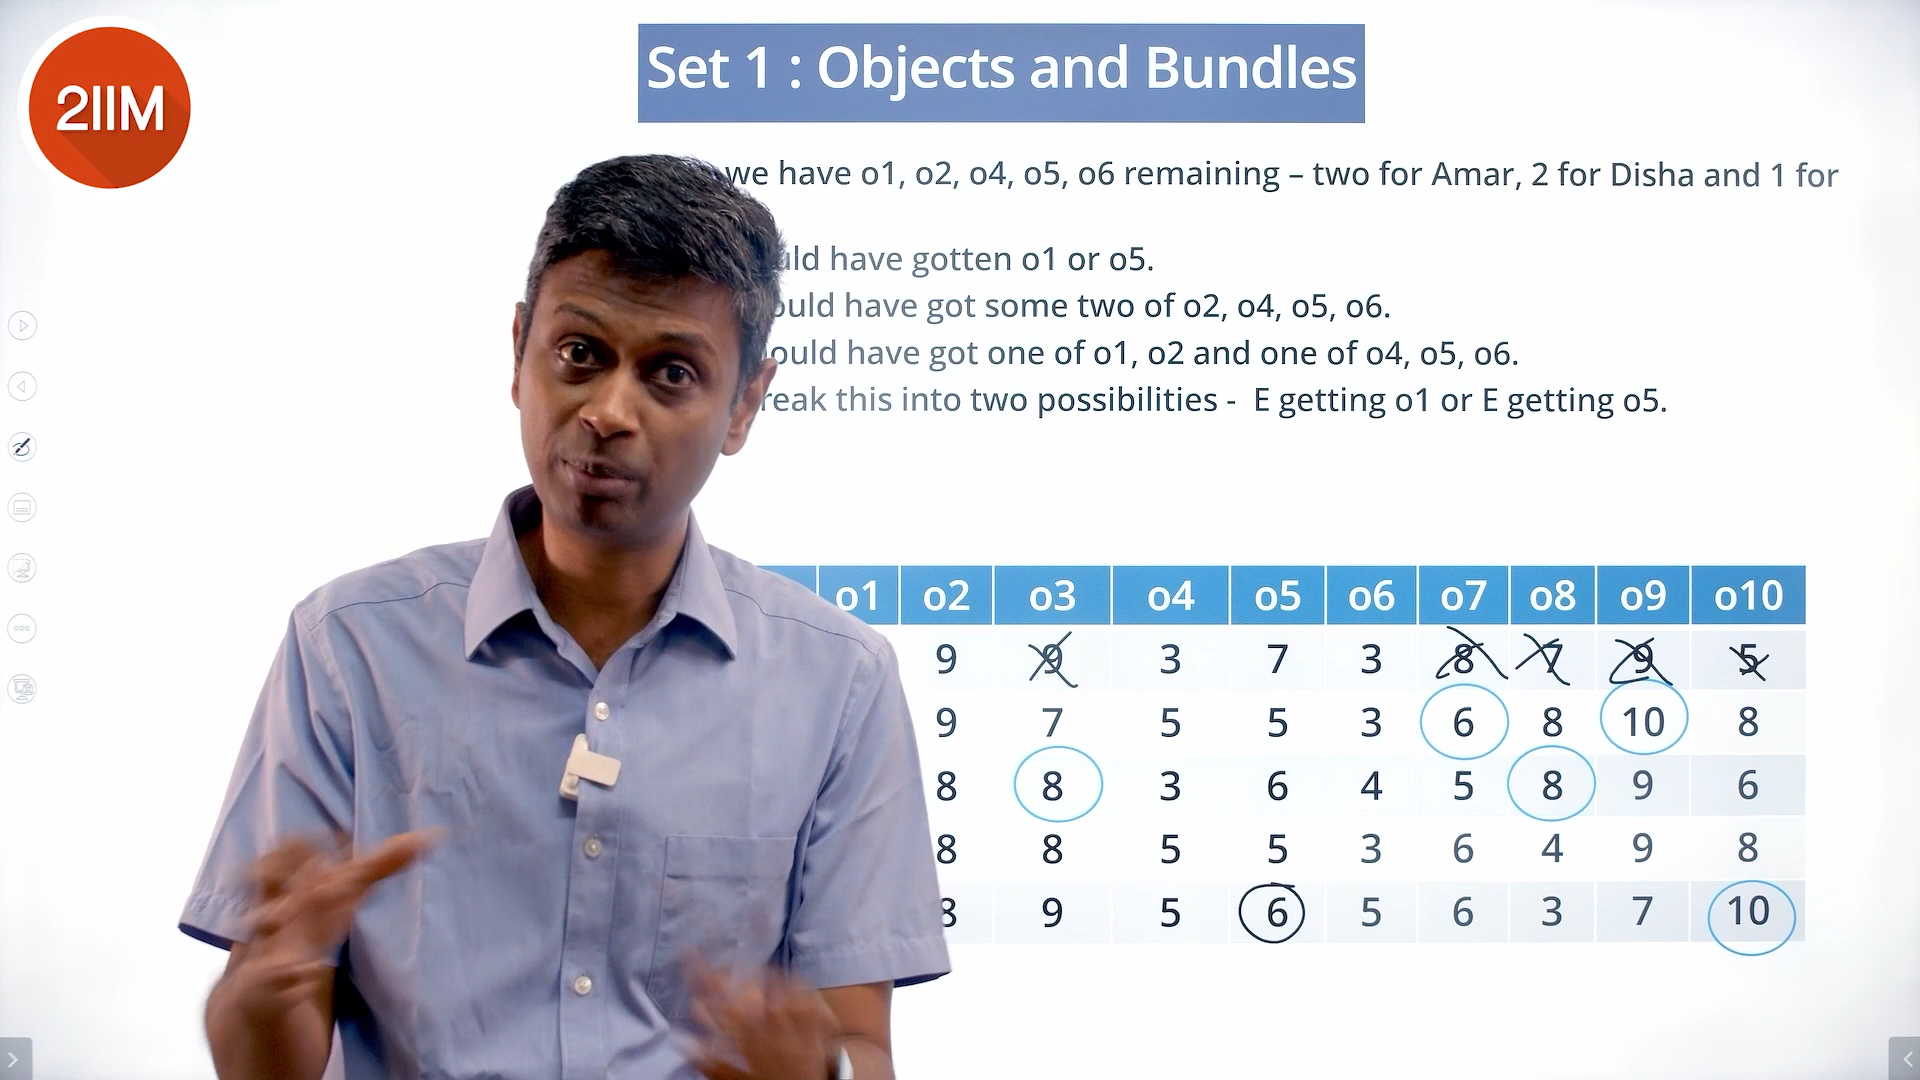 2IIM
Set 1 : Objects and Bundles
we have o1, o2, o4, o5, o6 remaining – two for Amar, 2 for Disha and 1 for
have gotten o1 or o5.
have got some two of o2, o4, o5, o6.
have got one of o1, o2 and one of o4, o5, o6.
this into two possibilities - E getting o1 or E getting o5.
o1 o2 o3 o4 o5 o6 o7 o8 o9 o10
9 9 3 7 3 8 7 9 5
9 7 5 5 3 6 8 10 8
8 8 3 6 4 5 8 9 6
8 8 5 5 3 6 4 9 8
8 9 5 6 5 6 3 7 10